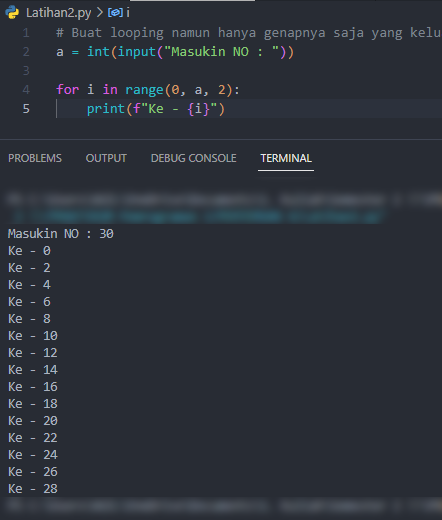 Latihan2.py > i
1 # Buat looping namun hanya genapnya saja yang kelu
2 a = int(input("Masukin NO : "))
3
4 for i in range(0, a, 2):
5 print(f"Ke - {i}")
PROBLEMS OUTPUT DEBUG CONSOLE TERMINAL
Masukin NO : 30
Ke - 0
Ke - 2
Ke - 4
Ke - 6
Ke - 8
Ke - 10
Ke - 12
Ke - 14
Ke - 16
Ke - 18
Ke - 20
Ke - 22
Ke - 24
Ke - 26
Ke - 28